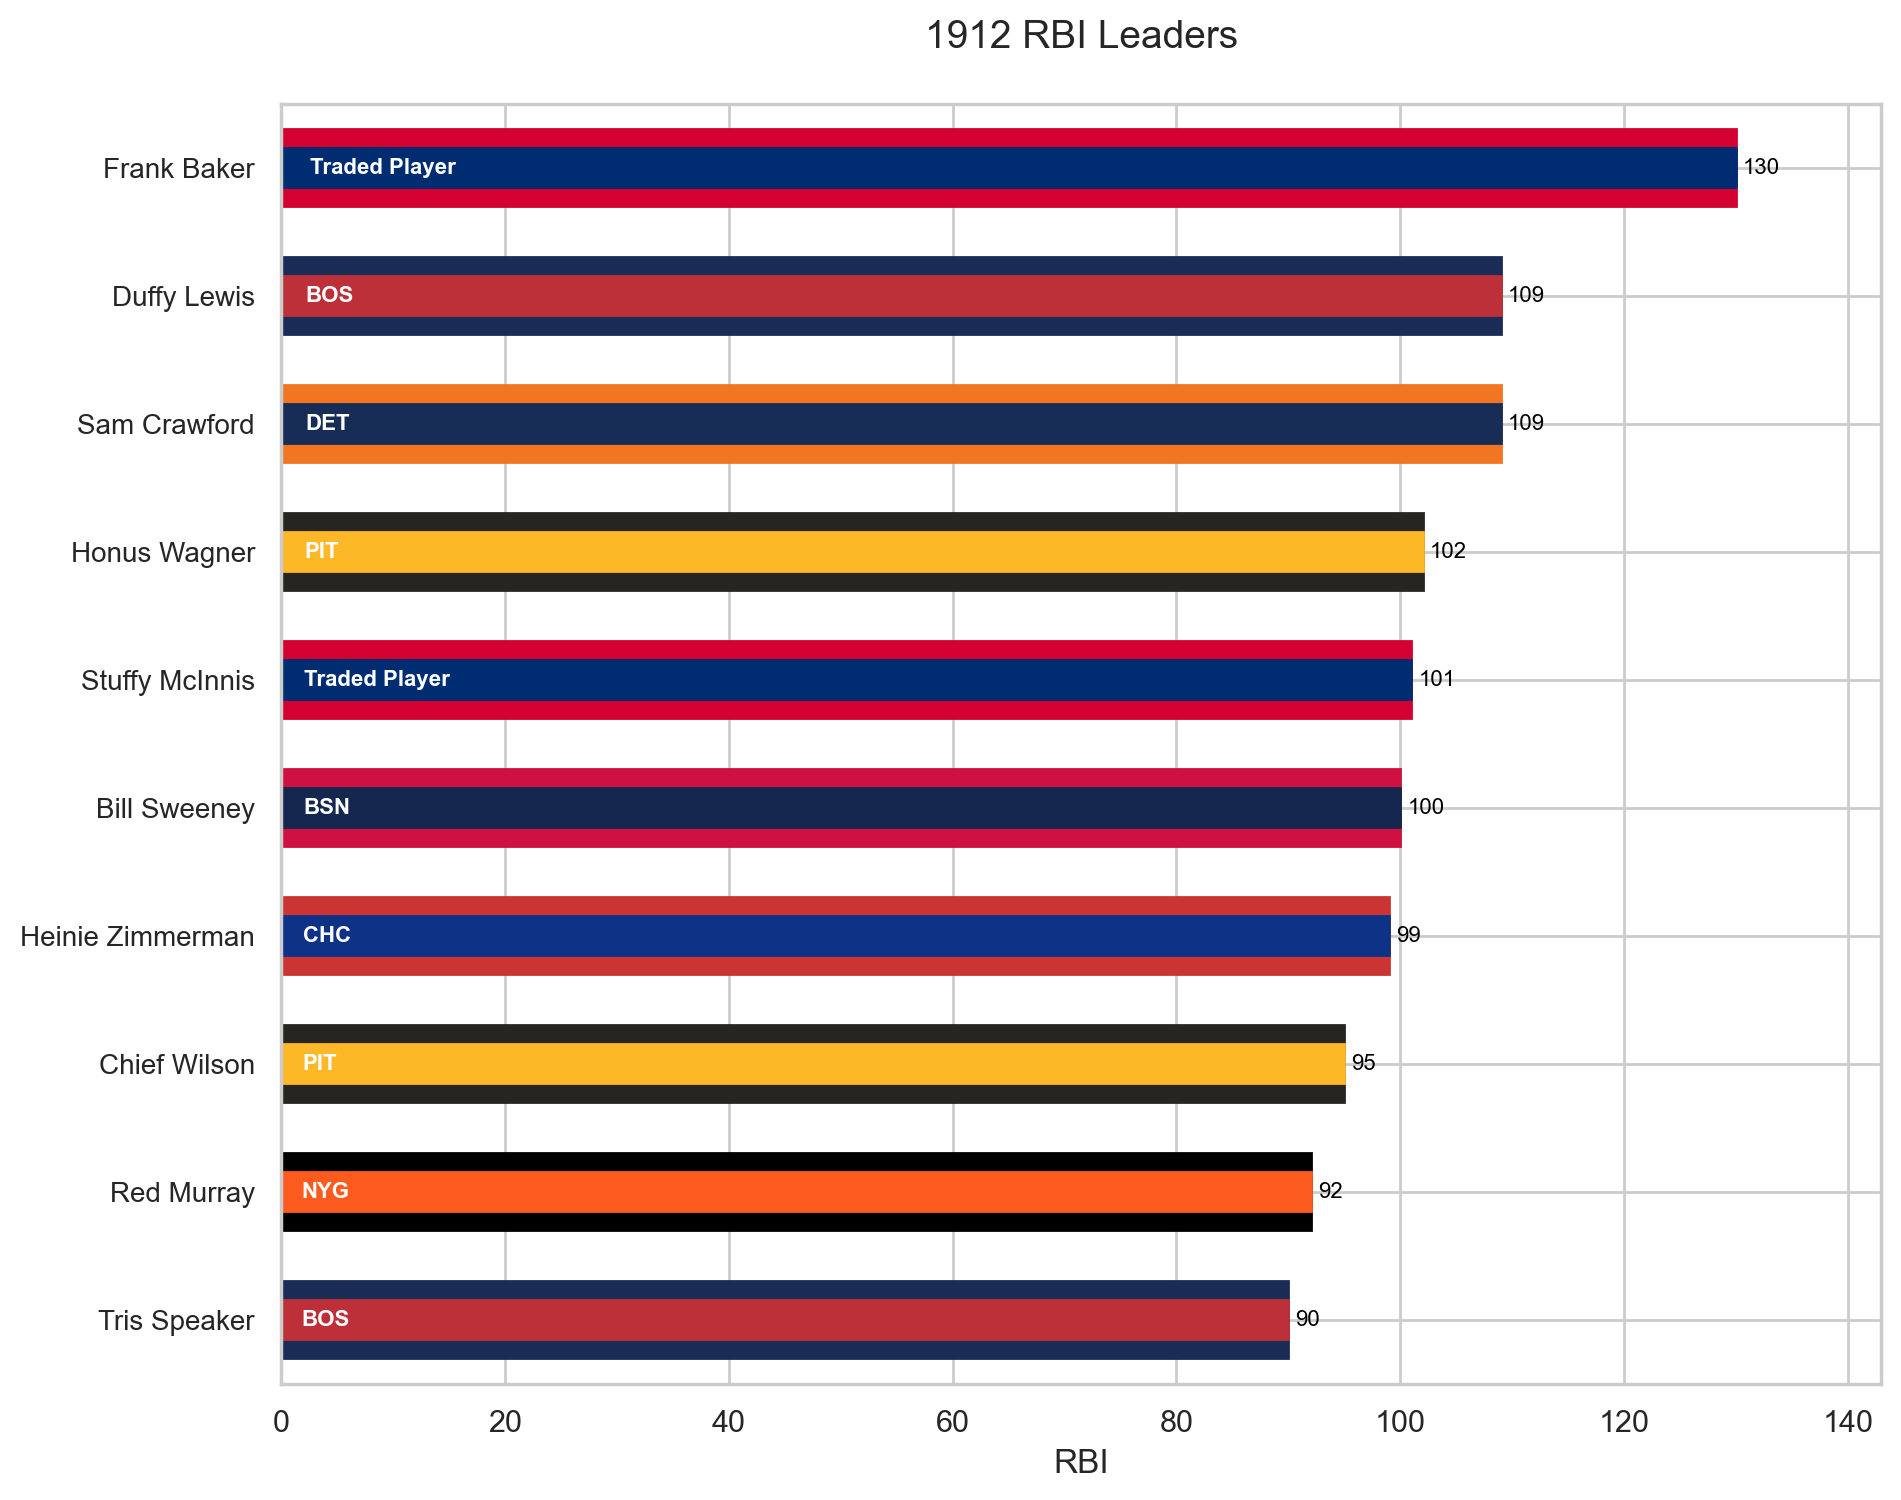 1912 RBI Leaders
Frank Baker Traded Player 130
Duffy Lewis BOS 109
Sam Crawford DET 109
Honus Wagner PIT 102
Stuffy McInnis Traded Player 101
Bill Sweeney BSN 100
Heinie Zimmerman CHC 99
Chief Wilson PIT 95
Red Murray NYG 92
Tris Speaker BOS 90
0 20 40 60 80 100 120 140
RBI